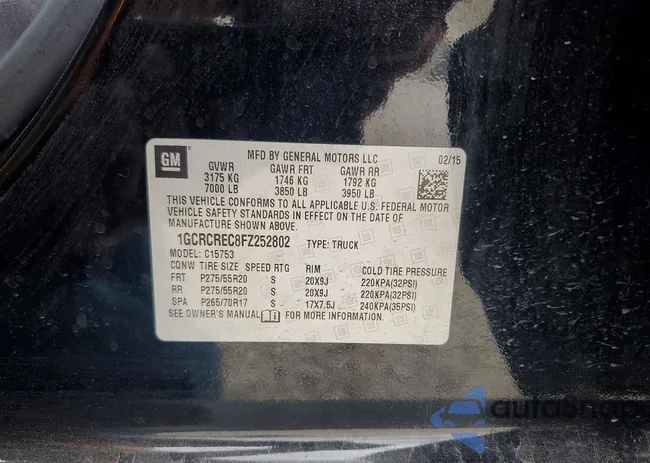 GM
MFD BY GENERAL MOTORS LLC 02/15
GVWR GAWR FRT GAWR RR
3175 KG 1746 KG 1792 KG
7000 LB 3850 LB 3950 LB
THIS VEHICLE CONFORMS TO ALL APPLICABLE U.S. FEDERAL MOTOR
VEHICLE SAFETY STANDARDS IN EFFECT ON THE DATE OF
MANUFACTURE SHOWN ABOVE.
1GCRCREC8FZ252802 TYPE: TRUCK
MODEL: C15753
CONW TIRE SIZE SPEED RTG RIM COLD TIRE PRESSURE
FRT P275/55R20 S 20X9J 220KPA(32PSI)
RR P275/55R20 S 20X9J 220KPA(32PSI)
SPA P265/70R17 S 17X7.5J 240KPA(35PSI)
SEE OWNER'S MANUAL FOR MORE INFORMATION.
autoSnap